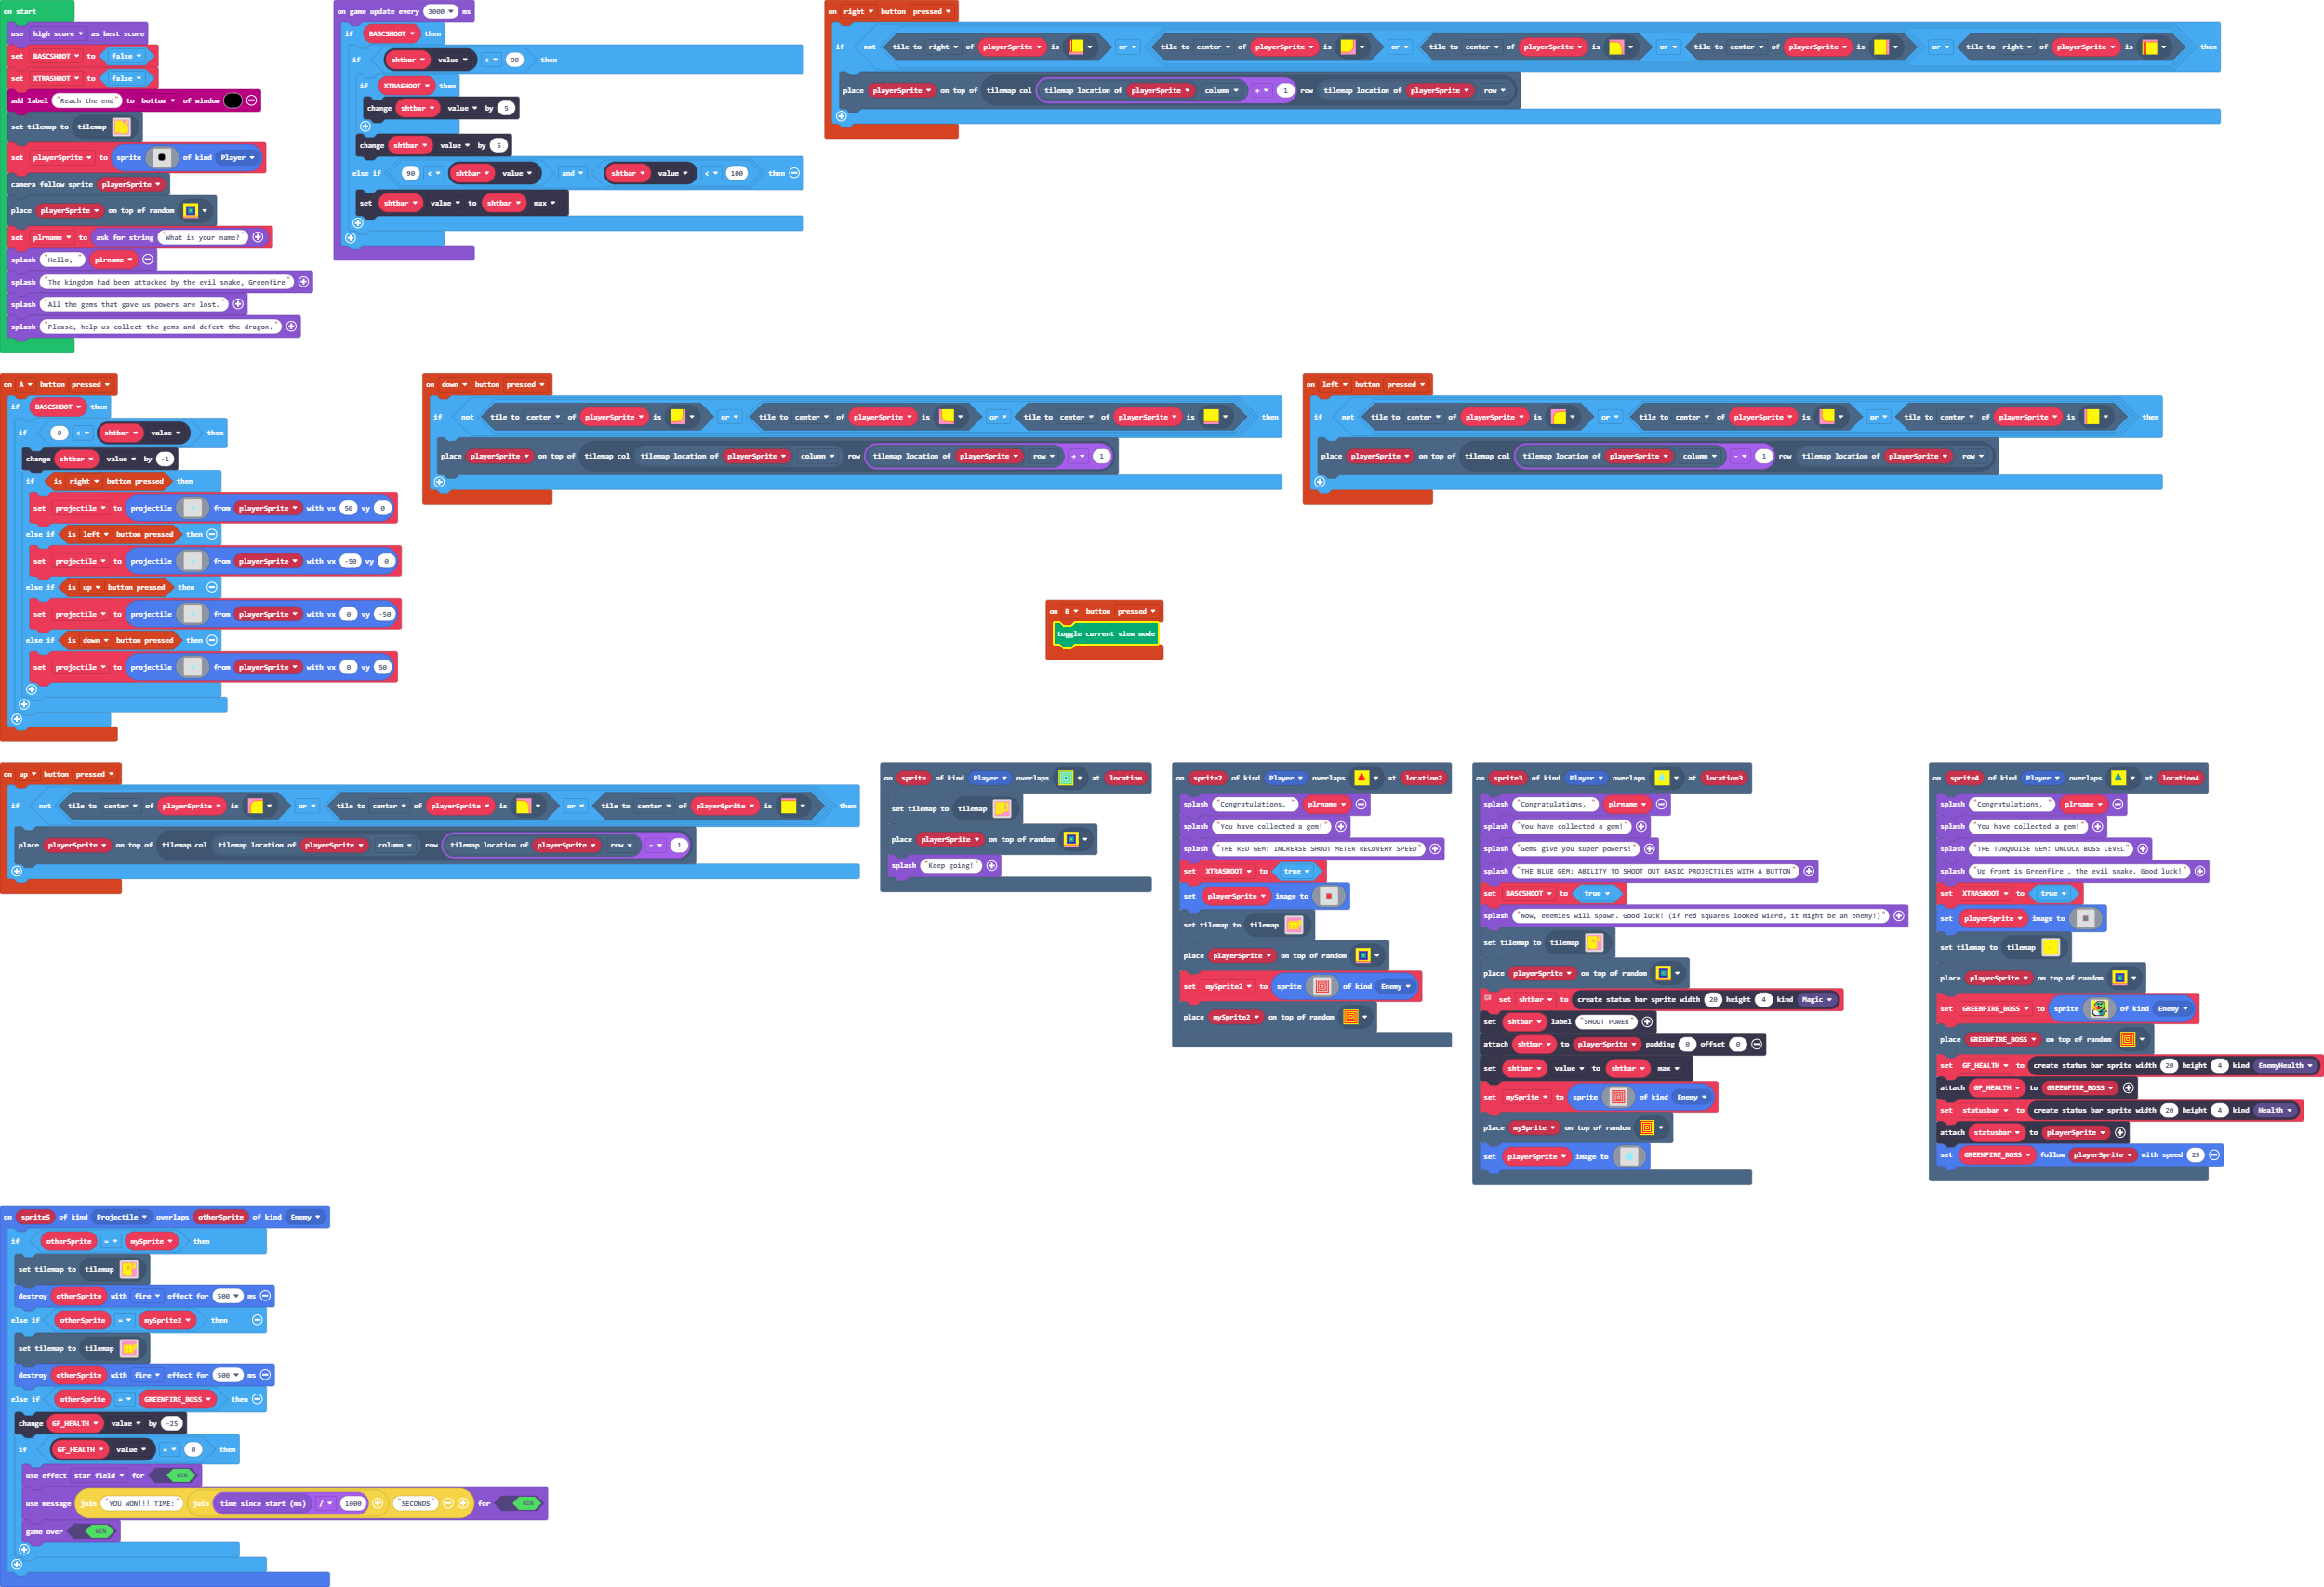 on start
use high score as best score
set BASCSHOOT to false
set XTRASHOOT to false
add label "Reach the end" to bottom of window
set tilemap to tilemap
set playerSprite to sprite of kind Player
camera follow sprite playerSprite
place playerSprite on top of random
set plrname to ask for string "What is your name?"
splash "Hello, " plrname
splash "The kingdom had been attacked by the evil snake, Greenfire"
splash "All the gems that gave us powers are lost."
splash "Please, help us collect the gems and defeat the dragon."
on game update every 3000 ms
if BASCSHOOT then
if shtbar value < 90 then
if XTRASHOOT then
change shtbar value by 5
change shtbar value by 5
else if 90 < shtbar value and shtbar value < 100 then
set shtbar value to shtbar max
on right button pressed
if not tile to right of playerSprite is or tile to center of playerSprite is or tile to center of playerSprite is or tile to center of playerSprite is or tile to right of playerSprite is then
place playerSprite on top of tilemap col tilemap location of playerSprite column + 1 row tilemap location of playerSprite row
on A button pressed
if BASCSHOOT then
if 0 < shtbar value then
change shtbar value by -1
if is right button pressed then
set projectile to projectile from playerSprite with vx 50 vy 0
else if is left button pressed then
set projectile to projectile from playerSprite with vx -50 vy 0
else if is up button pressed then
set projectile to projectile from playerSprite with vx 0 vy -50
else if is down button pressed then
set projectile to projectile from playerSprite with vx 0 vy 50
on down button pressed
if not tile to center of playerSprite is or tile to center of playerSprite is or tile to center of playerSprite is then
place playerSprite on top of tilemap col tilemap location of playerSprite column row tilemap location of playerSprite row + 1
on left button pressed
if not tile to center of playerSprite is or tile to center of playerSprite is or tile to center of playerSprite is then
place playerSprite on top of tilemap col tilemap location of playerSprite column - 1 row tilemap location of playerSprite row
on B button pressed
toggle current view mode
on up button pressed
if not tile to center of playerSprite is or tile to center of playerSprite is or tile to center of playerSprite is then
place playerSprite on top of tilemap col tilemap location of playerSprite column row tilemap location of playerSprite row - 1
on sprite of kind Player overlaps at location
set tilemap to tilemap
place playerSprite on top of random
splash "Keep going!"
on sprite2 of kind Player overlaps at location2
splash "Congratulations, " plrname
splash "You have collected a gem!"
splash "THE RED GEM: INCREASE SHOOT METER RECOVERY SPEED"
set XTRASHOOT to true
set playerSprite image to
set tilemap to tilemap
place playerSprite on top of random
set mySprite2 to sprite of kind Enemy
place mySprite2 on top of random
on sprite3 of kind Player overlaps at location3
splash "Congratulations, " plrname
splash "You have collected a gem!"
splash "Gems give you super powers!"
splash "THE BLUE GEM: ABILITY TO SHOOT OUT BASIC PROJECTILES WITH A BUTTON"
set BASCSHOOT to true
splash "Now, enemies will spawn. Good luck! (if red squares looked wierd, it might be an enemy!)"
set tilemap to tilemap
place playerSprite on top of random
set shtbar to create status bar sprite width 20 height 4 kind Magic
set shtbar label "SHOOT POWER"
attach shtbar to playerSprite padding 0 offset 0
set shtbar value to shtbar max
set mySprite to sprite of kind Enemy
place mySprite on top of random
set playerSprite image to
on sprite4 of kind Player overlaps at location4
splash "Congratulations, " plrname
splash "You have collected a gem!"
splash "THE TURQUOISE GEM: UNLOCK BOSS LEVEL"
splash "Up front is Greenfire , the evil snake. Good luck!"
set XTRASHOOT to true
set playerSprite image to
set tilemap to tilemap
place playerSprite on top of random
set GREENFIRE_BOSS to sprite of kind Enemy
place GREENFIRE_BOSS on top of random
set GF_HEALTH to create status bar sprite width 20 height 4 kind EnemyHealth
attach GF_HEALTH to GREENFIRE_BOSS
set statusbar to create status bar sprite width 20 height 4 kind Health
attach statusbar to playerSprite
set GREENFIRE_BOSS follow playerSprite with speed 25
on sprite5 of kind Projectile overlaps otherSprite of kind Enemy
if otherSprite = mySprite then
set tilemap to tilemap
destroy otherSprite with fire effect for 500 ms
else if otherSprite = mySprite2 then
set tilemap to tilemap
destroy otherSprite with fire effect for 500 ms
else if otherSprite = GREENFIRE_BOSS then
change GF_HEALTH value by -25
if GF_HEALTH value = 0 then
use effect star field for WIN
use message join "YOU WON!!! TIME:" join time since start (ms) / 1000 "SECONDS" for WIN
game over WIN